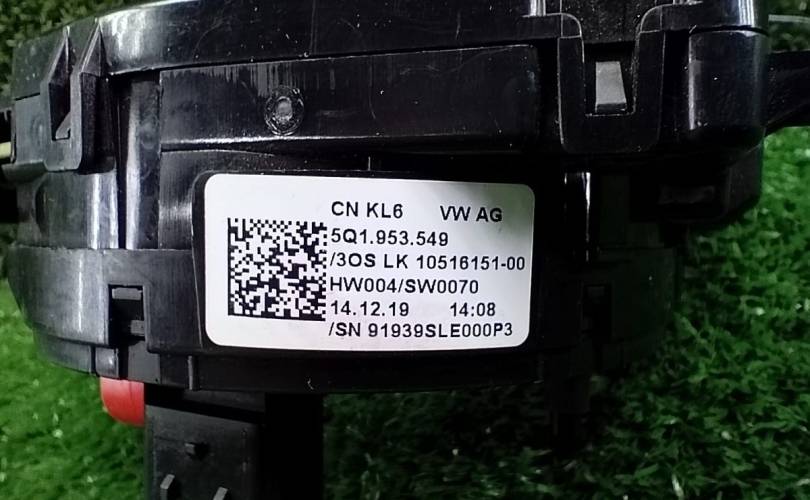 CN KL6 VW AG
5Q1.953.549
/3OS LK 10516151-00
HW004/SW0070
14.12.19 14:08
/SN 91939SLE000P3